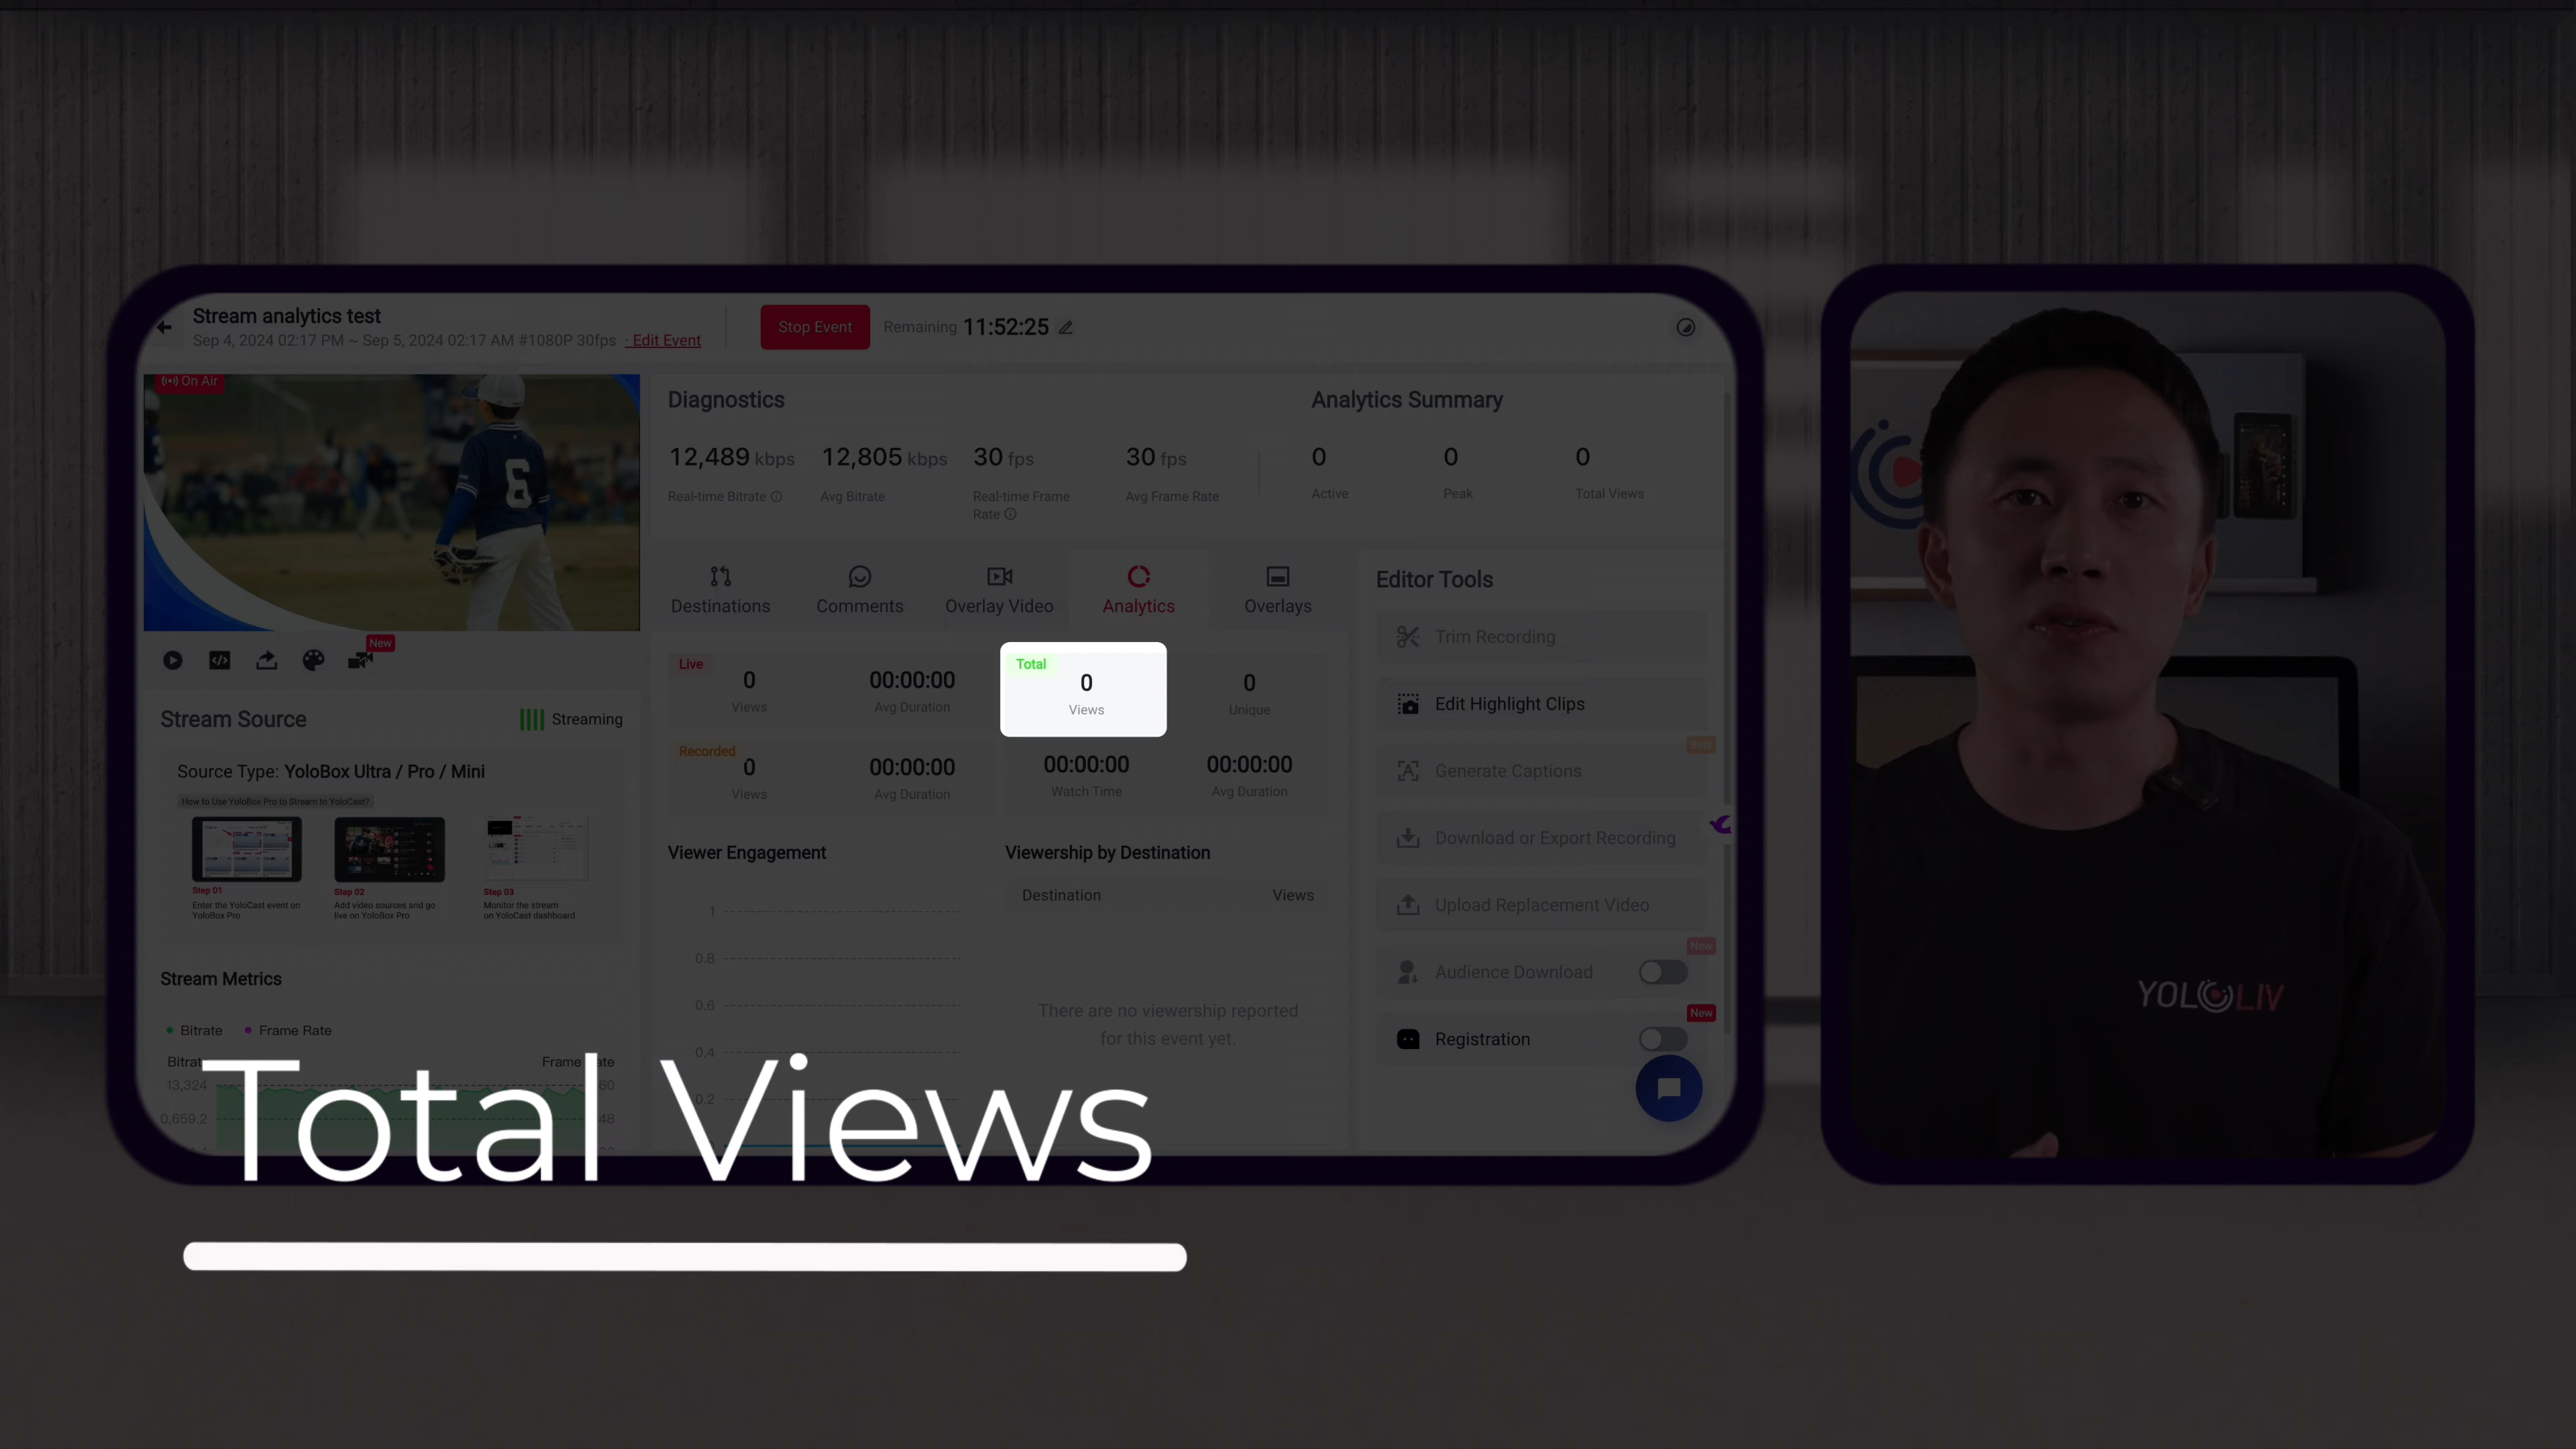 Stream analytics test
Sep 4, 2024 02:17 PM ~ Sep 5, 2024 02:17 AM #1080P 30fps · Edit Event
Stop Event
Remaining 11:52:25
On Air
6
Diagnostics
12,489 kbps
Real-time Bitrate
12,805 kbps
Avg Bitrate
30 fps
Real-time Frame
Rate
30 fps
Avg Frame Rate
Analytics Summary
0
Active
0
Peak
0
Total Views
Destinations
Comments
Overlay Video
Analytics
Overlays
New
Live
0
Views
00:00:00
Avg Duration
Total
0
Views
0
Unique
Recorded
0
Views
00:00:00
Avg Duration
00:00:00
Watch Time
00:00:00
Avg Duration
Stream Source
Streaming
Source Type: YoloBox Ultra / Pro / Mini
How to Use YoloBox Pro to Stream to YoloCast?
Step 01
Enter the YoloCast event on
YoloBox Pro
Step 02
Add video sources and go
live on YoloBox Pro
Step 03
Monitor the stream
on YoloCast dashboard
Stream Metrics
Bitrate
Frame Rate
13,324
60
0,659.2
48
Viewer Engagement
1
0.8
0.6
0.4
0.2
Viewership by Destination
Destination
Views
There are no viewership reported
for this event yet.
Editor Tools
Trim Recording
Edit Highlight Clips
Beta
Generate Captions
Download or Export Recording
Upload Replacement Video
New
Audience Download
New
Registration
YOLOLIV
Total Views